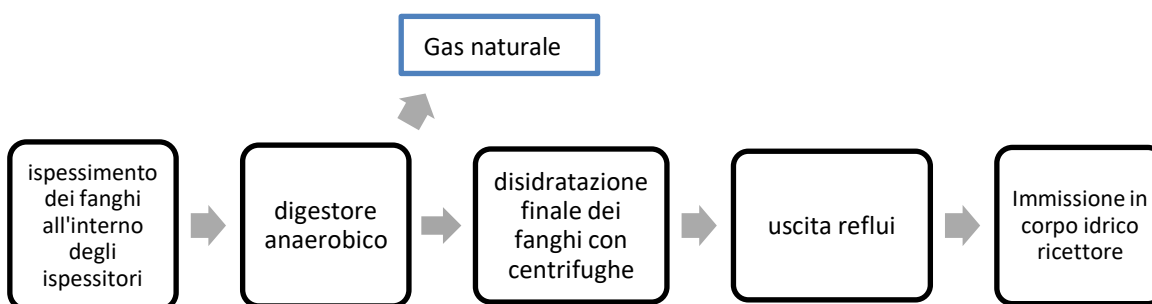 Gas naturale
ispessimento
dei fanghi
all'interno
degli
ispessitori
digestore
anaerobico
disidratazione
finale dei
fanghi con
centrifughe
uscita reflui
Immissione in
corpo idrico
ricettore